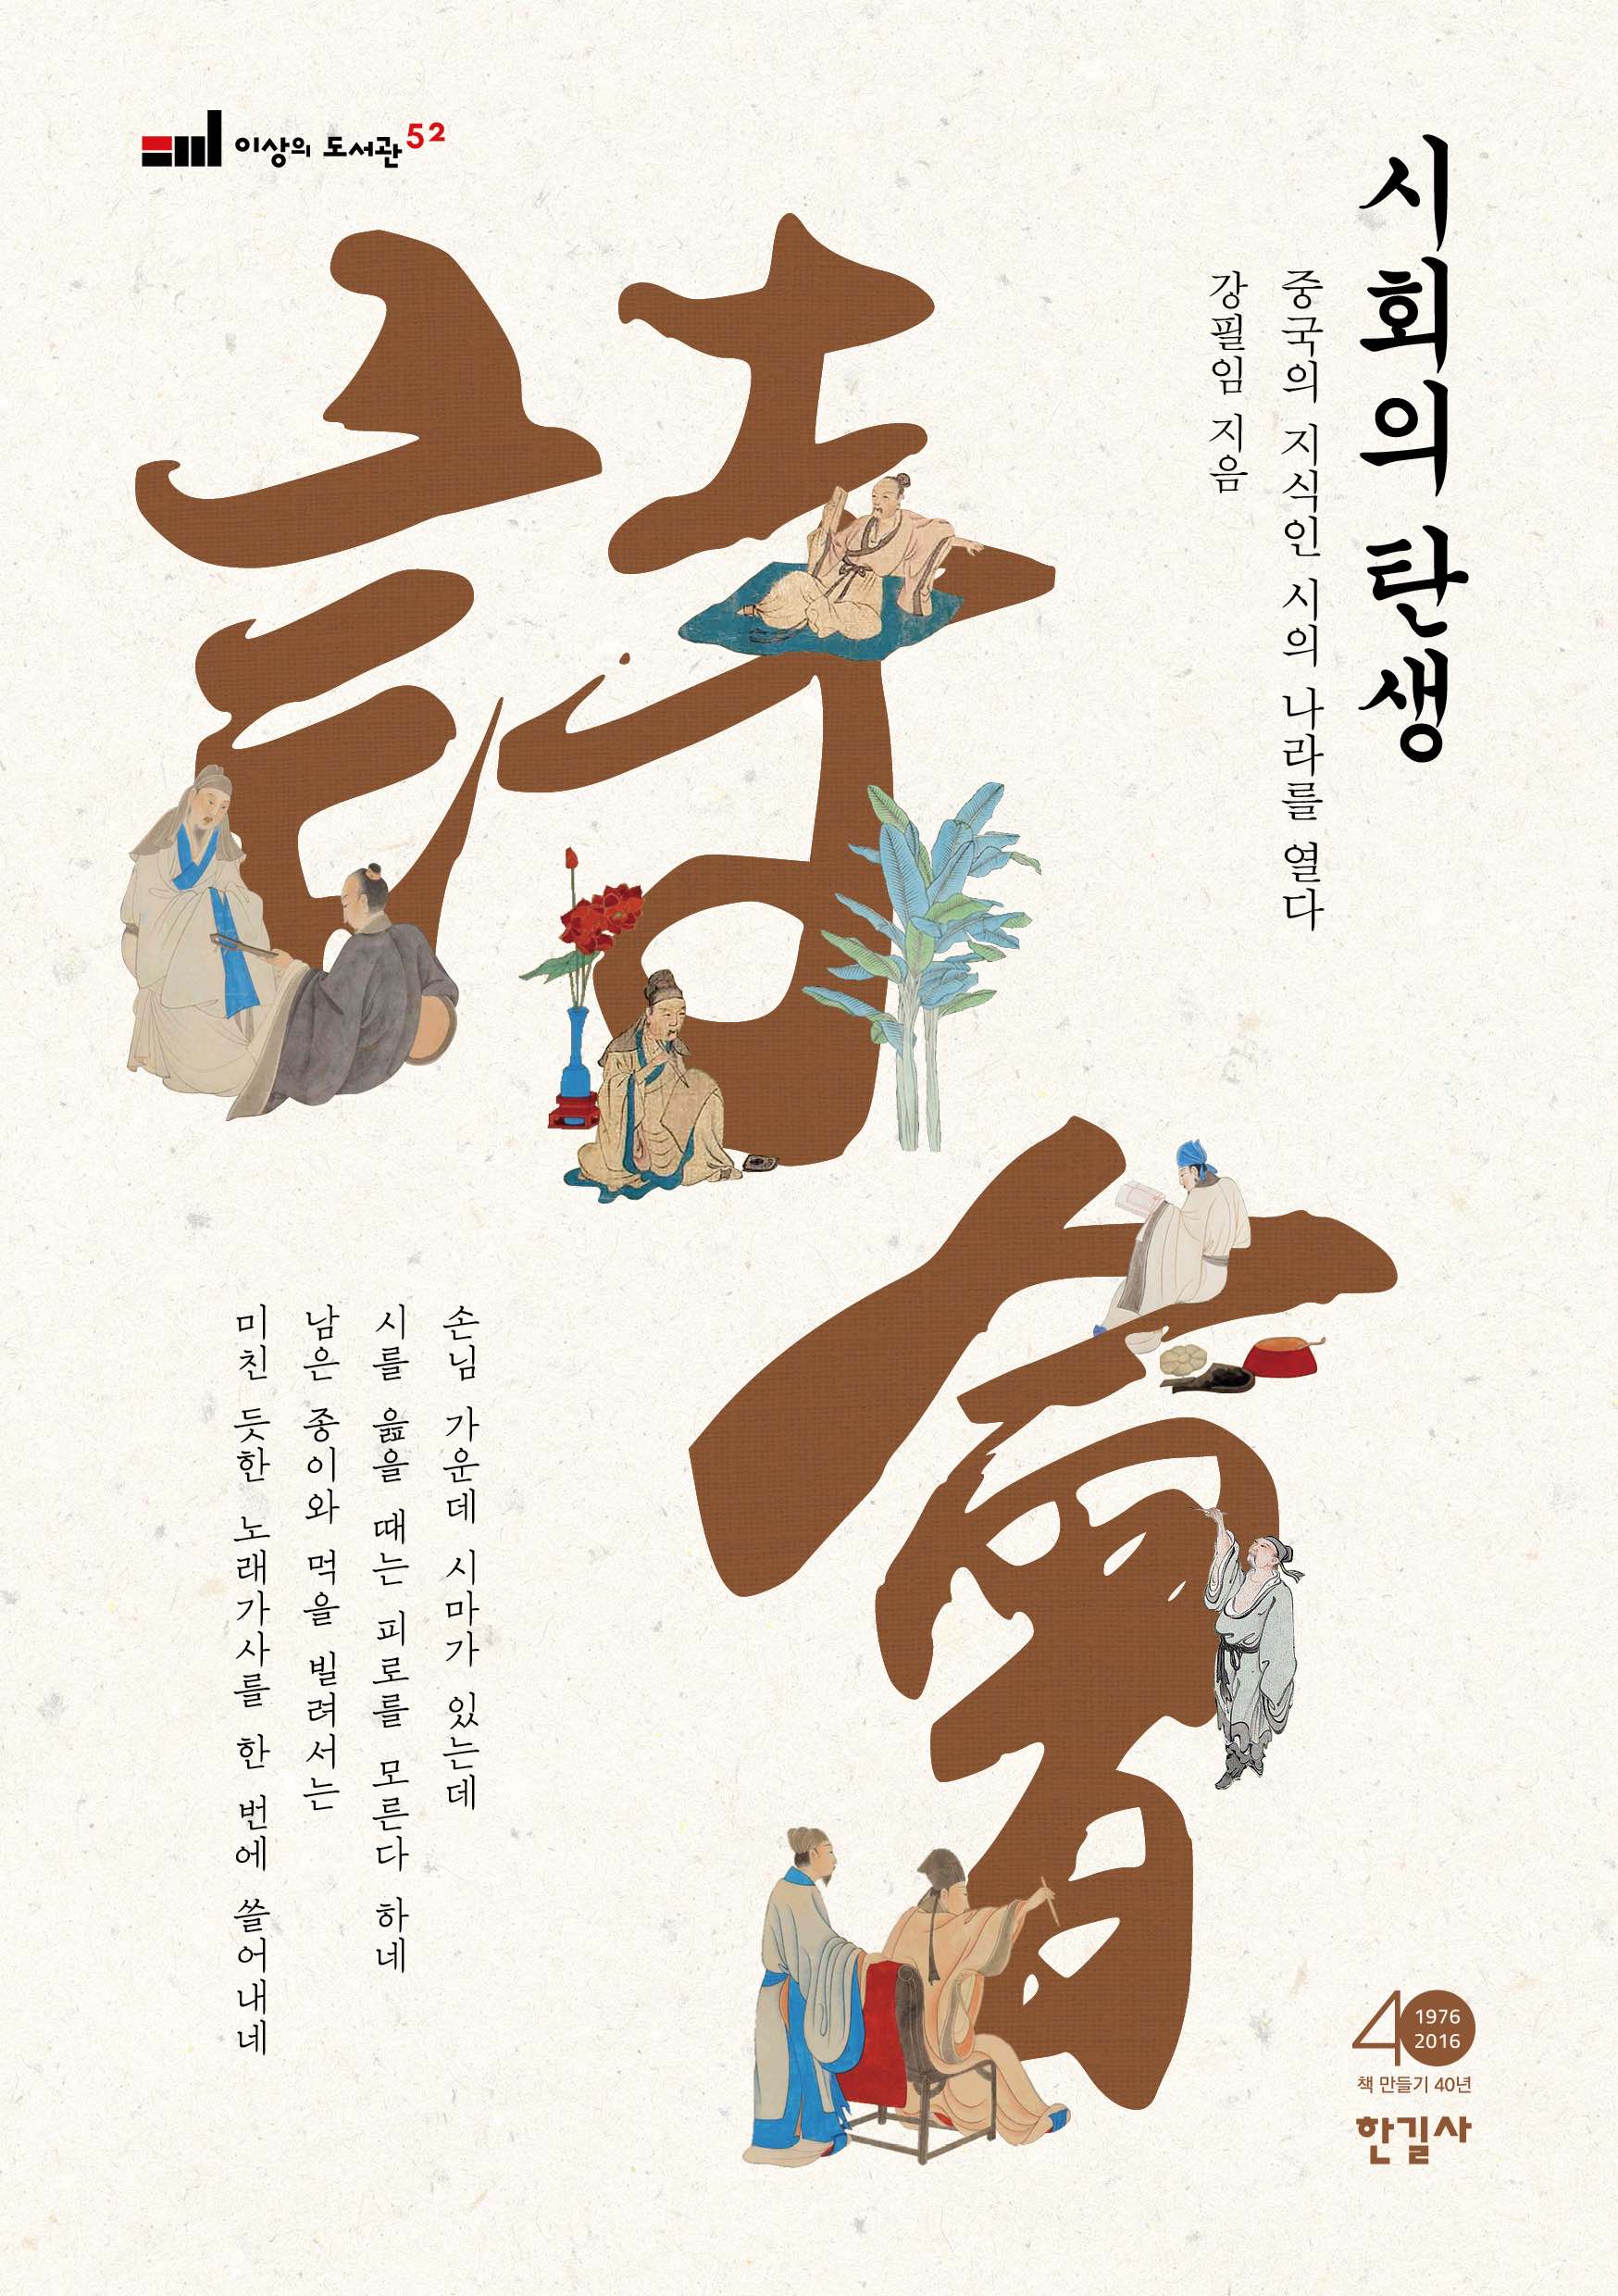 이상의 도서관 52
시회의 탄생
중국의 지식인 시의 나라를 열다
강필임 지음
詩會
손님 가운데 시마가 있는데
시를 읊을 때는 피로를 모른다 하네
남은 종이와 먹을 빌려서는
미친 듯한 노래가사를 한 번에 쓸어내네
40
1976
2016
책 만들기 40년
한길사